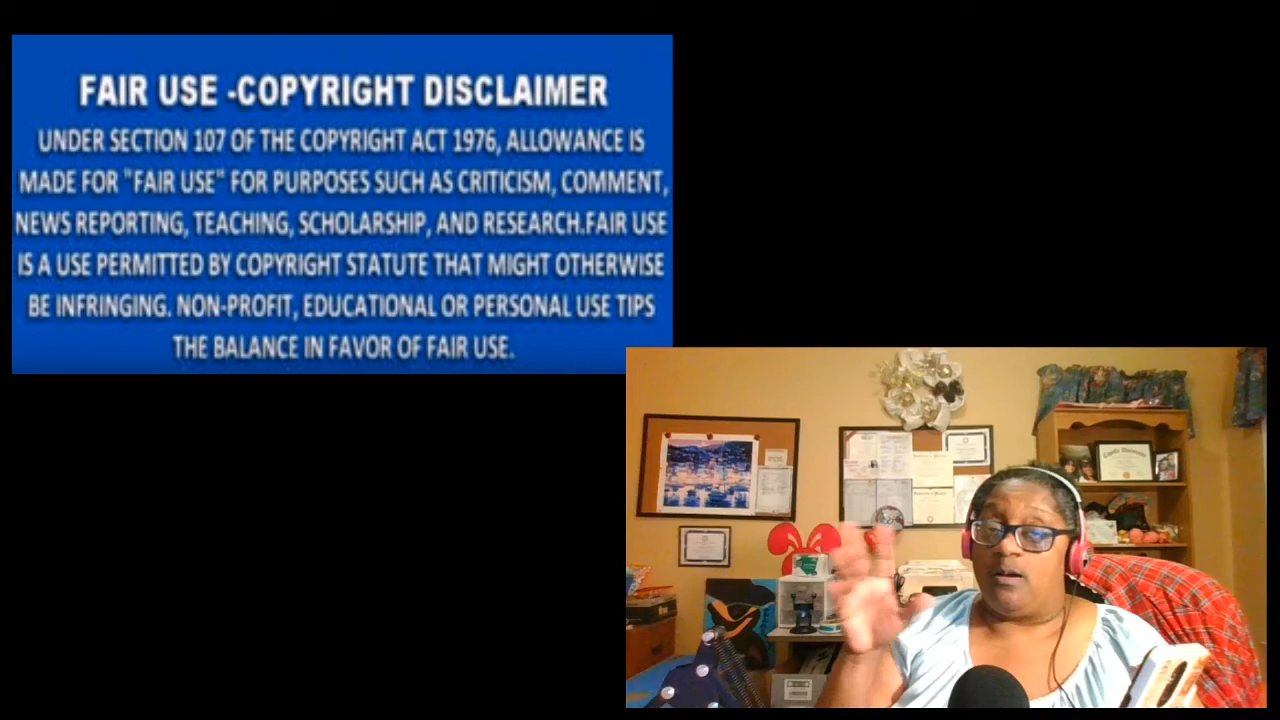 FAIR USE -COPYRIGHT DISCLAIMER
UNDER SECTION 107 OF THE COPYRIGHT ACT 1976, ALLOWANCE IS
MADE FOR "FAIR USE" FOR PURPOSES SUCH AS CRITICISM, COMMENT,
NEWS REPORTING, TEACHING, SCHOLARSHIP, AND RESEARCH.FAIR USE
IS A USE PERMITTED BY COPYRIGHT STATUTE THAT MIGHT OTHERWISE
BE INFRINGING. NON-PROFIT, EDUCATIONAL OR PERSONAL USE TIPS
THE BALANCE IN FAVOR OF FAIR USE.